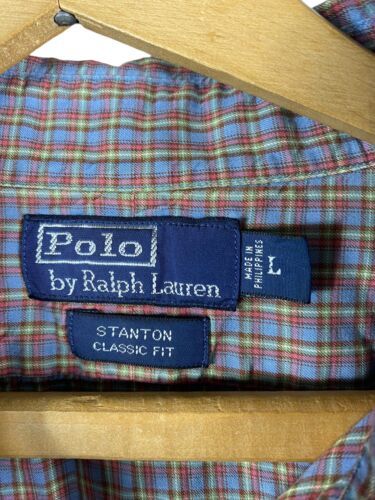 Polo
by Ralph Lauren
MADE IN
PHILIPPINES
L
STANTON
CLASSIC FIT